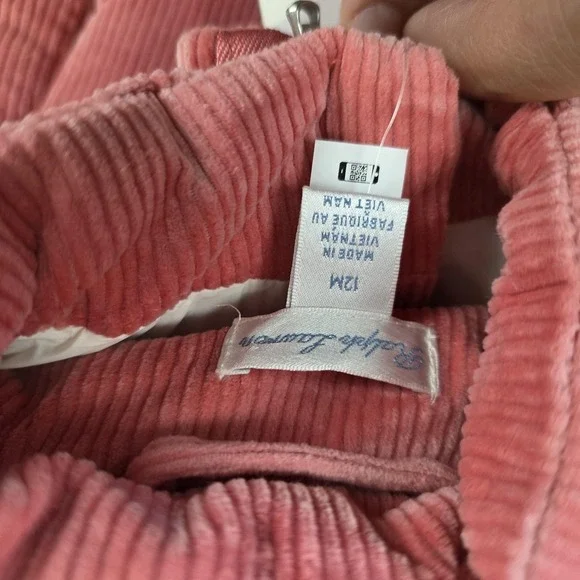 Ralph Lauren
12M
MADE IN
VIETNAM
FABRIQUE AU
VIET NAM